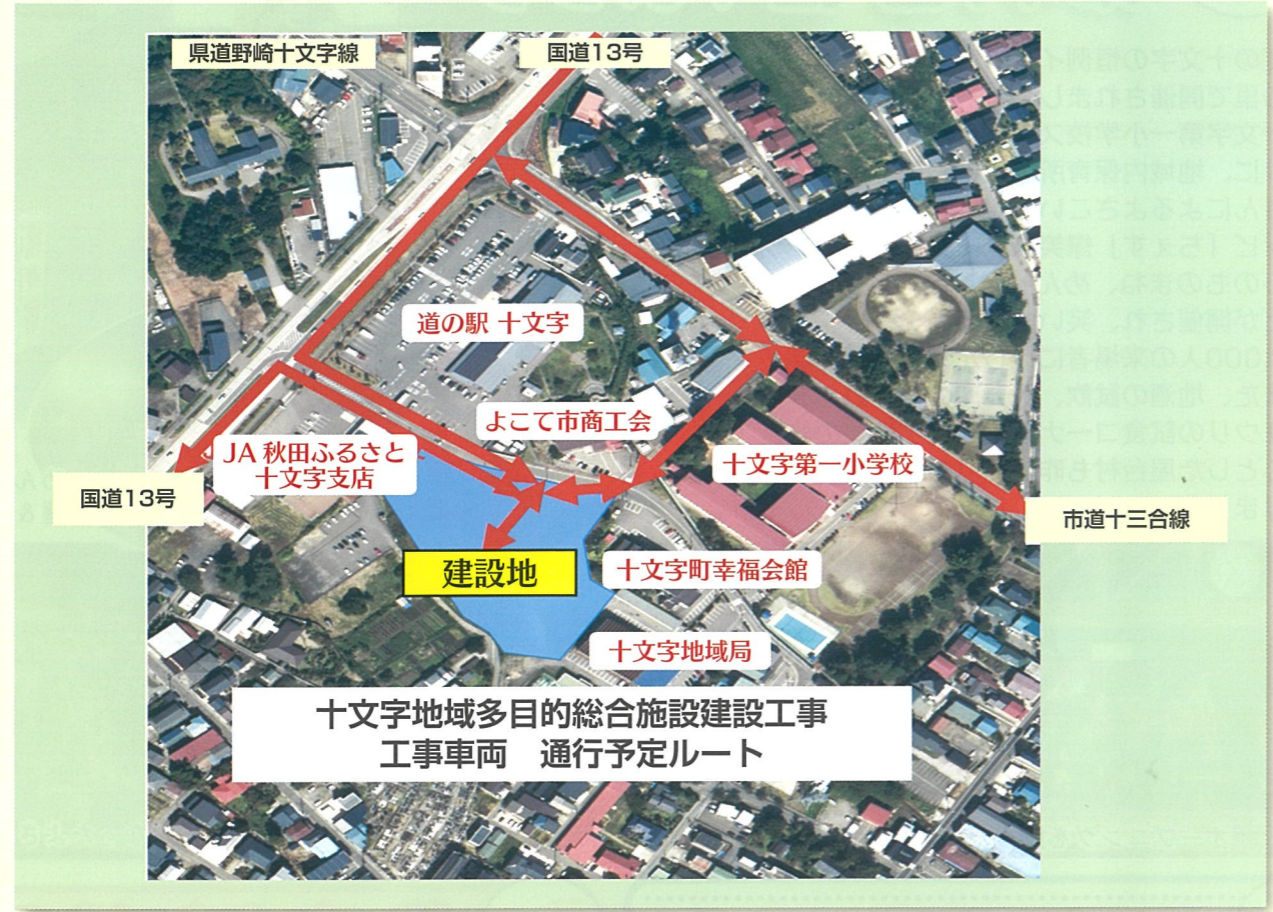 県道野崎十文字線
国道13号
道の駅 十文字
よこて市商工会
JA 秋田ふるさと
十文字支店
十文字第一小学校
国道13号
市道十三合線
建設地
十文字町幸福会館
十文字地域局
十文字地域多目的総合施設建設工事
工事車両　通行予定ルート